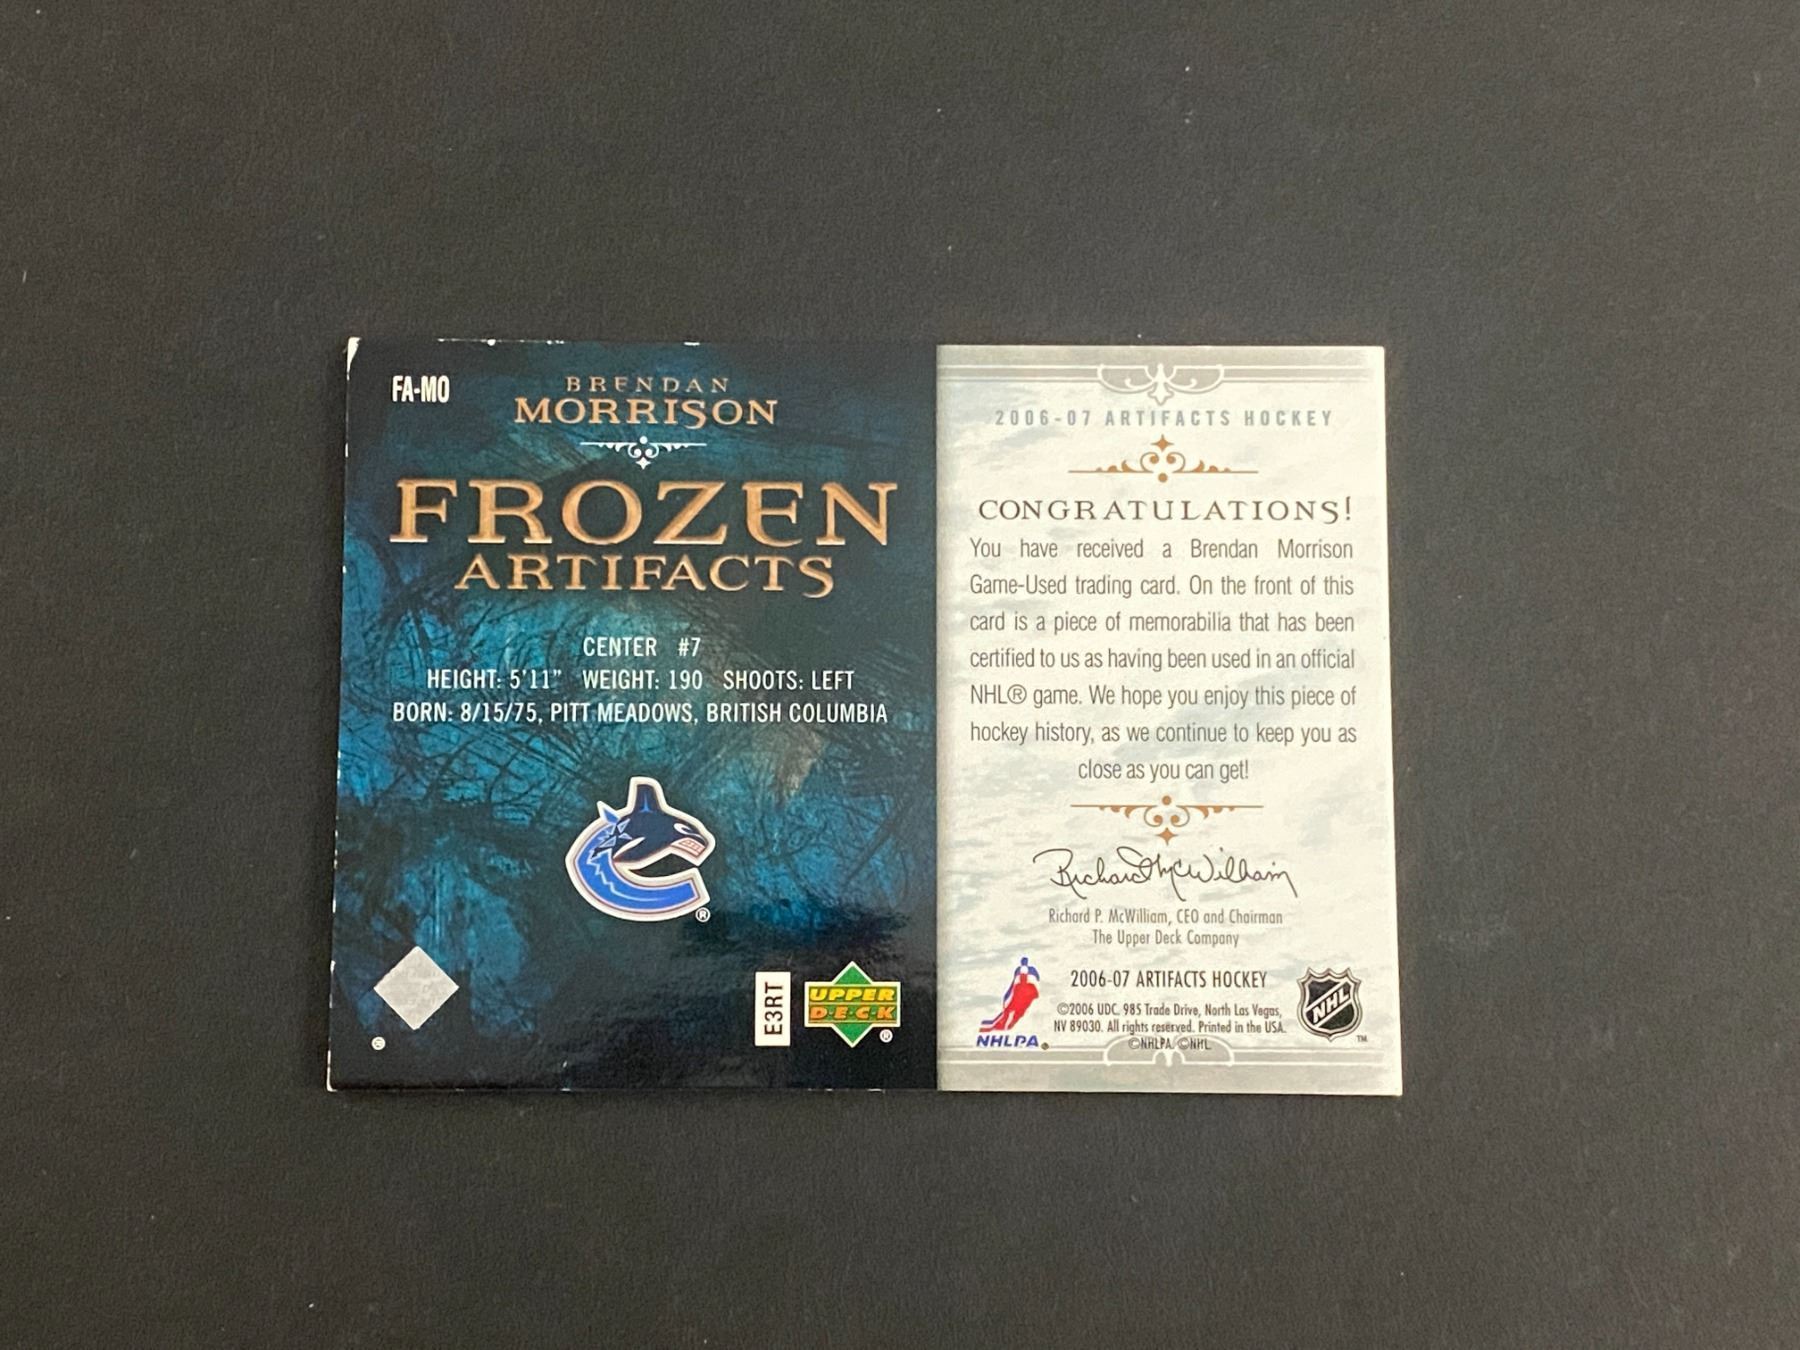 FA-MO
BRENDAN
MORRISON
FROZEN
ARTIFACTS
CENTER #7
HEIGHT: 5'11" WEIGHT: 190 SHOOTS: LEFT
BORN: 8/15/75, PITT MEADOWS, BRITISH COLUMBIA
®
E3RT
UPPER
D·E·C·K
®
2006-07 ARTIFACTS HOCKEY
CONGRATULATIONS!
You have received a Brendan Morrison
Game-Used trading card. On the front of this
card is a piece of memorabilia that has been
certified to us as having been used in an official
NHL® game. We hope you enjoy this piece of
hockey history, as we continue to keep you as
close as you can get!
Richard McWilliam
Richard P. McWilliam, CEO and Chairman
The Upper Deck Company
2006-07 ARTIFACTS HOCKEY
©2006 UDC. 985 Trade Drive, North Las Vegas,
NV 89030. All rights reserved. Printed in the USA.
©NHLPA ©NHL
NHLPA
NHL
™